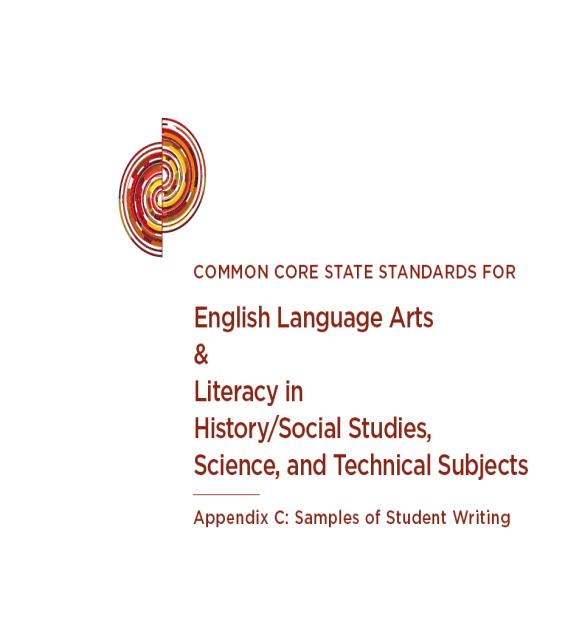 COMMON CORE STATE STANDARDS FOR
English Language Arts
&
Literacy in
History/Social Studies,
Science, and Technical Subjects
Appendix C: Samples of Student Writing